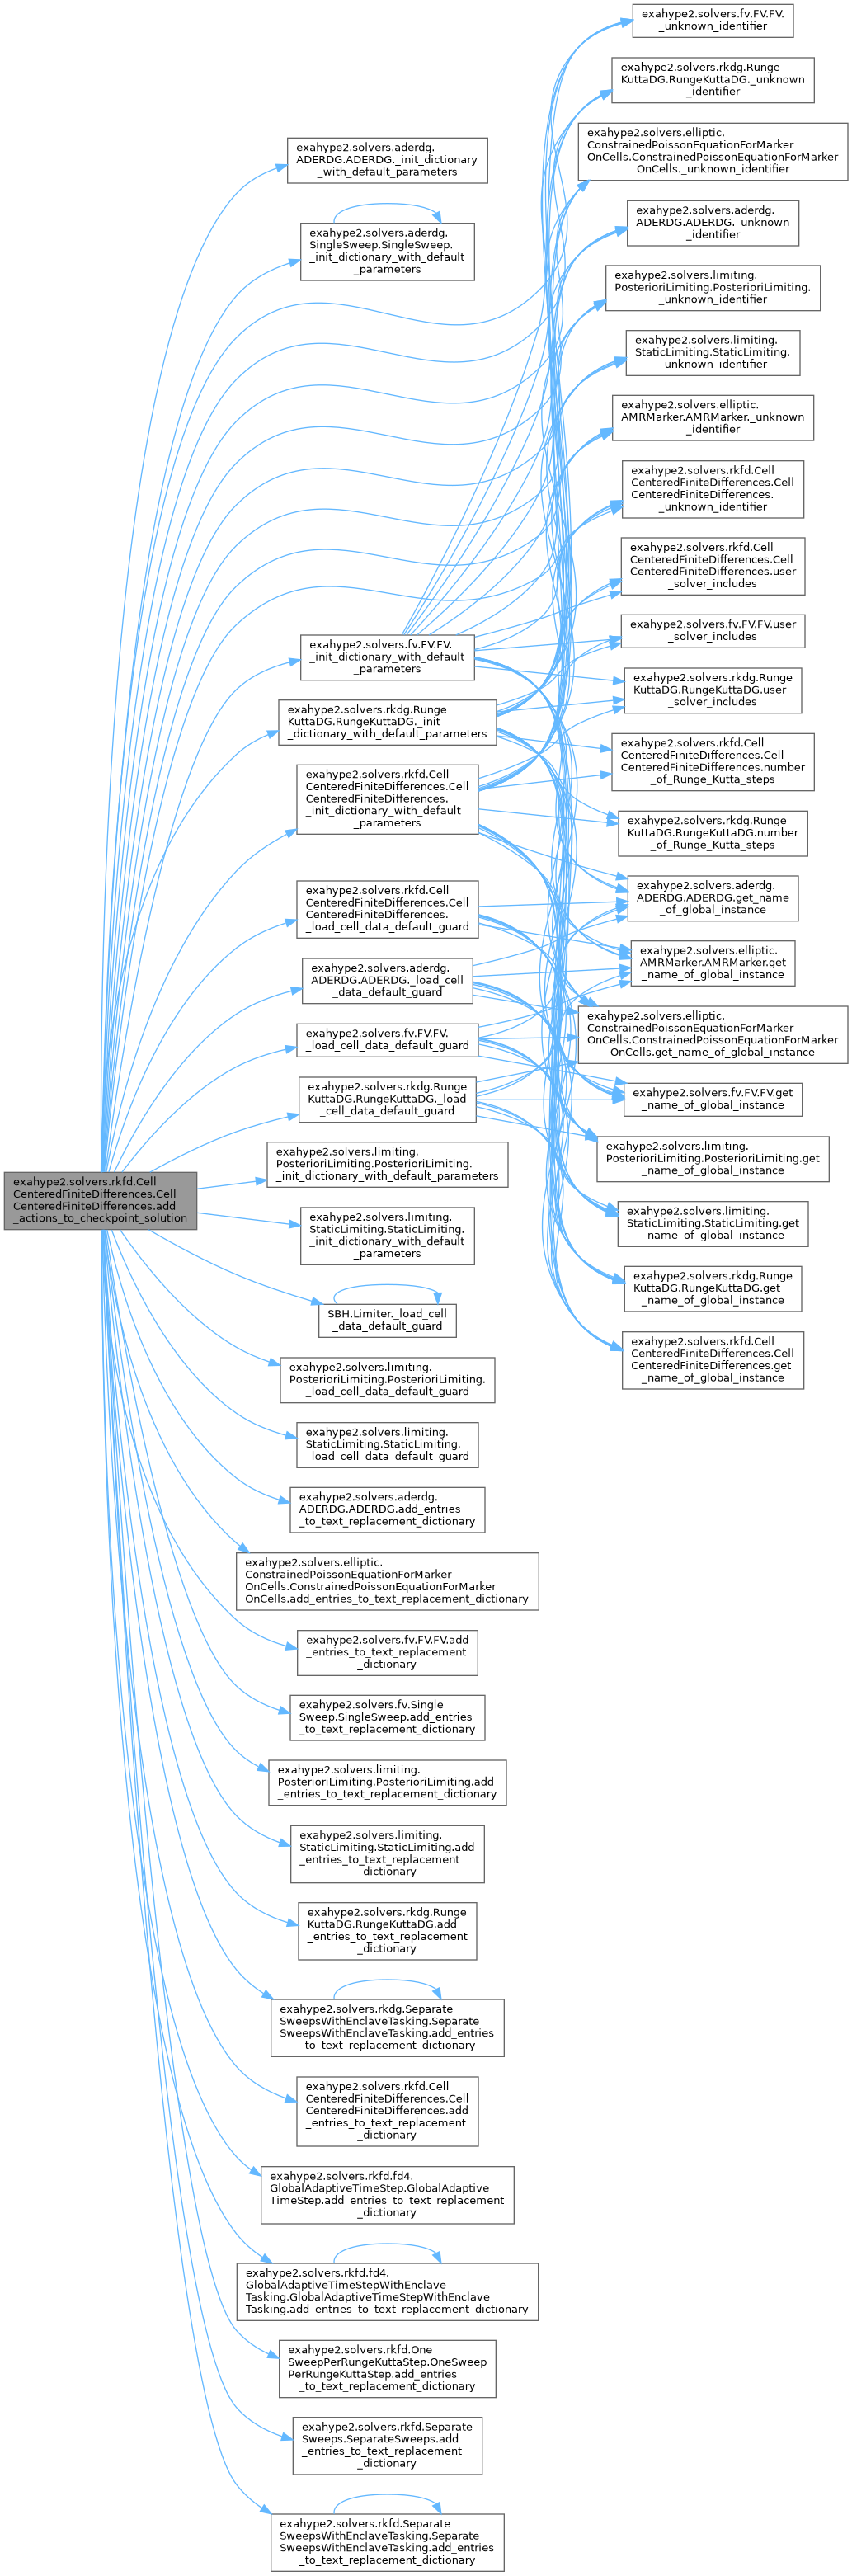 exahype2.solvers.rkfd.Cell
CenteredFiniteDifferences.Cell
CenteredFiniteDifferences.add
_actions_to_checkpoint_solution
exahype2.solvers.aderdg.
ADERDG.ADERDG._init_dictionary
_with_default_parameters
exahype2.solvers.aderdg.
SingleSweep.SingleSweep.
_init_dictionary_with_default
_parameters
exahype2.solvers.fv.FV.FV.
_init_dictionary_with_default
_parameters
exahype2.solvers.rkdg.Runge
KuttaDG.RungeKuttaDG._init
_dictionary_with_default_parameters
exahype2.solvers.rkfd.Cell
CenteredFiniteDifferences.Cell
CenteredFiniteDifferences.
_init_dictionary_with_default
_parameters
exahype2.solvers.rkfd.Cell
CenteredFiniteDifferences.Cell
CenteredFiniteDifferences.
_load_cell_data_default_guard
exahype2.solvers.aderdg.
ADERDG.ADERDG._load_cell
_data_default_guard
exahype2.solvers.fv.FV.FV.
_load_cell_data_default_guard
exahype2.solvers.rkdg.Runge
KuttaDG.RungeKuttaDG._load
_cell_data_default_guard
exahype2.solvers.limiting.
PosterioriLimiting.PosterioriLimiting.
_init_dictionary_with_default_parameters
exahype2.solvers.limiting.
StaticLimiting.StaticLimiting.
_init_dictionary_with_default
_parameters
SBH.Limiter._load_cell
_data_default_guard
exahype2.solvers.limiting.
PosterioriLimiting.PosterioriLimiting.
_load_cell_data_default_guard
exahype2.solvers.limiting.
StaticLimiting.StaticLimiting.
_load_cell_data_default_guard
exahype2.solvers.aderdg.
ADERDG.ADERDG.add_entries
_to_text_replacement_dictionary
exahype2.solvers.elliptic.
ConstrainedPoissonEquationForMarker
OnCells.ConstrainedPoissonEquationForMarker
OnCells.add_entries_to_text_replacement_dictionary
exahype2.solvers.fv.FV.FV.add
_entries_to_text_replacement
_dictionary
exahype2.solvers.fv.Single
Sweep.SingleSweep.add_entries
_to_text_replacement_dictionary
exahype2.solvers.limiting.
PosterioriLimiting.PosterioriLimiting.add
_entries_to_text_replacement_dictionary
exahype2.solvers.limiting.
StaticLimiting.StaticLimiting.add
_entries_to_text_replacement
_dictionary
exahype2.solvers.rkdg.Runge
KuttaDG.RungeKuttaDG.add
_entries_to_text_replacement
_dictionary
exahype2.solvers.rkdg.Separate
SweepsWithEnclaveTasking.Separate
SweepsWithEnclaveTasking.add_entries
_to_text_replacement_dictionary
exahype2.solvers.rkfd.Cell
CenteredFiniteDifferences.Cell
CenteredFiniteDifferences.add
_entries_to_text_replacement
_dictionary
exahype2.solvers.rkfd.fd4.
GlobalAdaptiveTimeStep.GlobalAdaptive
TimeStep.add_entries_to_text_replacement
_dictionary
exahype2.solvers.rkfd.fd4.
GlobalAdaptiveTimeStepWithEnclave
Tasking.GlobalAdaptiveTimeStepWithEnclave
Tasking.add_entries_to_text_replacement_dictionary
exahype2.solvers.rkfd.One
SweepPerRungeKuttaStep.OneSweep
PerRungeKuttaStep.add_entries
_to_text_replacement_dictionary
exahype2.solvers.rkfd.Separate
Sweeps.SeparateSweeps.add
_entries_to_text_replacement
_dictionary
exahype2.solvers.rkfd.Separate
SweepsWithEnclaveTasking.Separate
SweepsWithEnclaveTasking.add_entries
_to_text_replacement_dictionary
exahype2.solvers.fv.FV.FV.
_unknown_identifier
exahype2.solvers.rkdg.Runge
KuttaDG.RungeKuttaDG._unknown
_identifier
exahype2.solvers.elliptic.
ConstrainedPoissonEquationForMarker
OnCells.ConstrainedPoissonEquationForMarker
OnCells._unknown_identifier
exahype2.solvers.aderdg.
ADERDG.ADERDG._unknown
_identifier
exahype2.solvers.limiting.
PosterioriLimiting.PosterioriLimiting.
_unknown_identifier
exahype2.solvers.limiting.
StaticLimiting.StaticLimiting.
_unknown_identifier
exahype2.solvers.elliptic.
AMRMarker.AMRMarker._unknown
_identifier
exahype2.solvers.rkfd.Cell
CenteredFiniteDifferences.Cell
CenteredFiniteDifferences.
_unknown_identifier
exahype2.solvers.rkfd.Cell
CenteredFiniteDifferences.Cell
CenteredFiniteDifferences.user
_solver_includes
exahype2.solvers.fv.FV.FV.user
_solver_includes
exahype2.solvers.rkdg.Runge
KuttaDG.RungeKuttaDG.user
_solver_includes
exahype2.solvers.rkfd.Cell
CenteredFiniteDifferences.Cell
CenteredFiniteDifferences.number
_of_Runge_Kutta_steps
exahype2.solvers.rkdg.Runge
KuttaDG.RungeKuttaDG.number
_of_Runge_Kutta_steps
exahype2.solvers.aderdg.
ADERDG.ADERDG.get_name
_of_global_instance
exahype2.solvers.elliptic.
AMRMarker.AMRMarker.get
_name_of_global_instance
exahype2.solvers.elliptic.
ConstrainedPoissonEquationForMarker
OnCells.ConstrainedPoissonEquationForMarker
OnCells.get_name_of_global_instance
exahype2.solvers.fv.FV.FV.get
_name_of_global_instance
exahype2.solvers.limiting.
PosterioriLimiting.PosterioriLimiting.get
_name_of_global_instance
exahype2.solvers.limiting.
StaticLimiting.StaticLimiting.get
_name_of_global_instance
exahype2.solvers.rkdg.Runge
KuttaDG.RungeKuttaDG.get
_name_of_global_instance
exahype2.solvers.rkfd.Cell
CenteredFiniteDifferences.Cell
CenteredFiniteDifferences.get
_name_of_global_instance